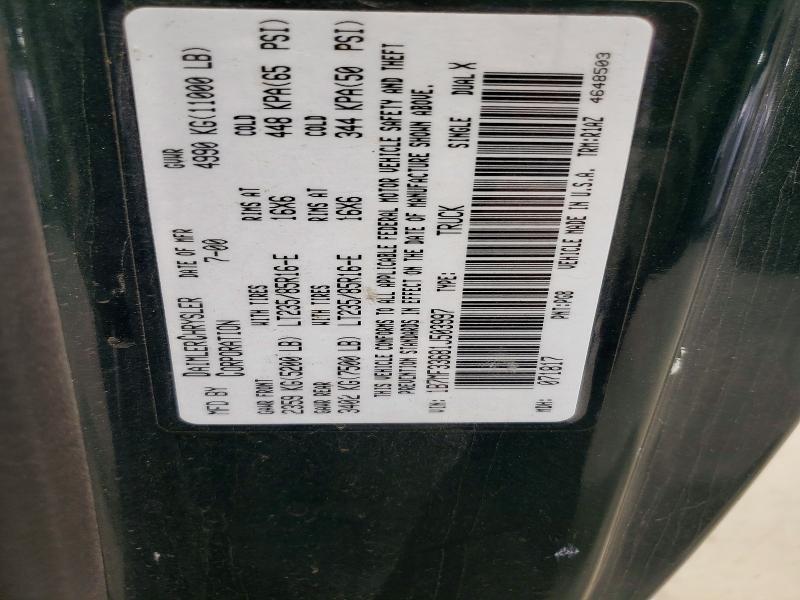 MFD BY DAIMLERCHRYSLER CORPORATION DATE OF MFR 7-00 GVWR 4990 KG(11000 LB)
GAWR FRONT WITH TIRES RIMS AT COLD
2359 KG(5200 LB) LT235/85R16-E 16X6 448 KPA(65 PSI)
GAWR REAR WITH TIRES RIMS AT COLD
3402 KG(7500 LB) LT235/85R16-E 16X6 344 KPA(50 PSI)
THIS VEHICLE CONFORMS TO ALL APPLICABLE FEDERAL MOTOR VEHICLE SAFETY AND THEFT
PREVENTION STANDARDS IN EFFECT ON THE DATE OF MANUFACTURE SHOWN ABOVE.
VIN: TYPE: TRUCK SINGLE DUAL X
MDH: 071817 PNT:PGB VEHICLE MADE IN U.S.A. TRM:R1AZ 4648503